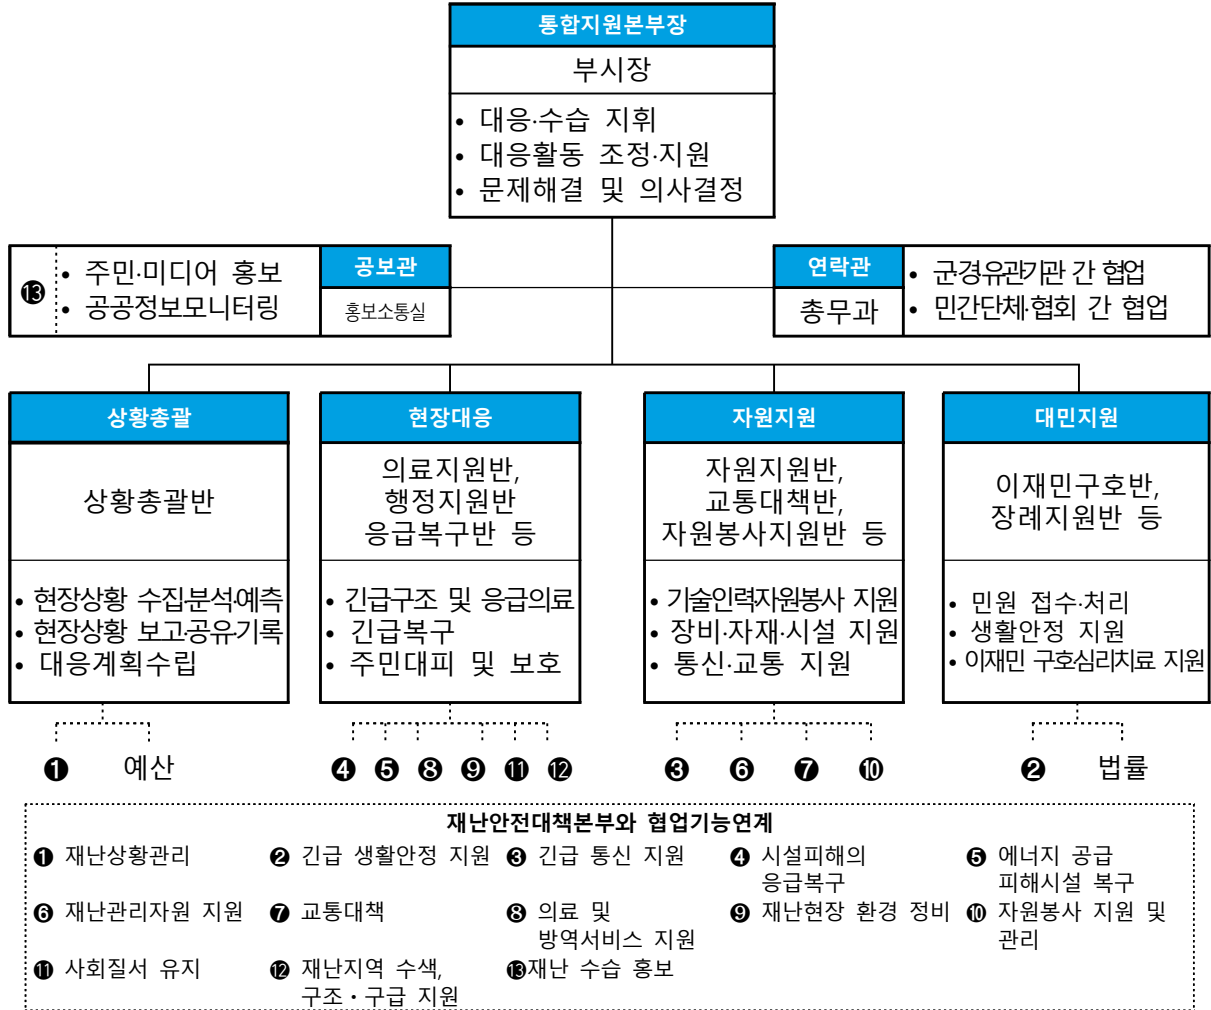 통합지원본부장
부시장
• 대응·수습 지휘
• 대응활동 조정·지원
• 문제해결 및 의사결정
⓭
• 주민·미디어 홍보
• 공공정보모니터링
공보관
홍보소통실
연락관
총무과
• 군·경·유관기관 간 협업
• 민간단체·협회 간 협업
상황총괄
상황총괄반
• 현장상황 수집·분석·예측
• 현장상황 보고·공유·기록
• 대응계획수립
현장대응
의료지원반,
행정지원반
응급복구반 등
• 긴급구조 및 응급의료
• 긴급복구
• 주민대피 및 보호
자원지원
자원지원반,
교통대책반,
자원봉사지원반 등
• 기술인력·자원봉사 지원
• 장비·자재·시설 지원
• 통신·교통 지원
대민지원
이재민구호반,
장례지원반 등
• 민원 접수·처리
• 생활안정 지원
• 이재민 구호·심리치료 지원
❶ 예산
❹ ❺ ❽ ❾ ⓫ ⓬
❸ ❻ ❼ ❿
❷ 법률
재난안전대책본부와 협업기능연계
❶ 재난상황관리
❷ 긴급 생활안정 지원
❸ 긴급 통신 지원
❹ 시설피해의
응급복구
❺ 에너지 공급
피해시설 복구
❻ 재난관리자원 지원
❼ 교통대책
❽ 의료 및
방역서비스 지원
❾ 재난현장 환경 정비
❿ 자원봉사 지원 및
관리
⓫ 사회질서 유지
⓬ 재난지역 수색,
구조·구급 지원
⓭재난 수습 홍보